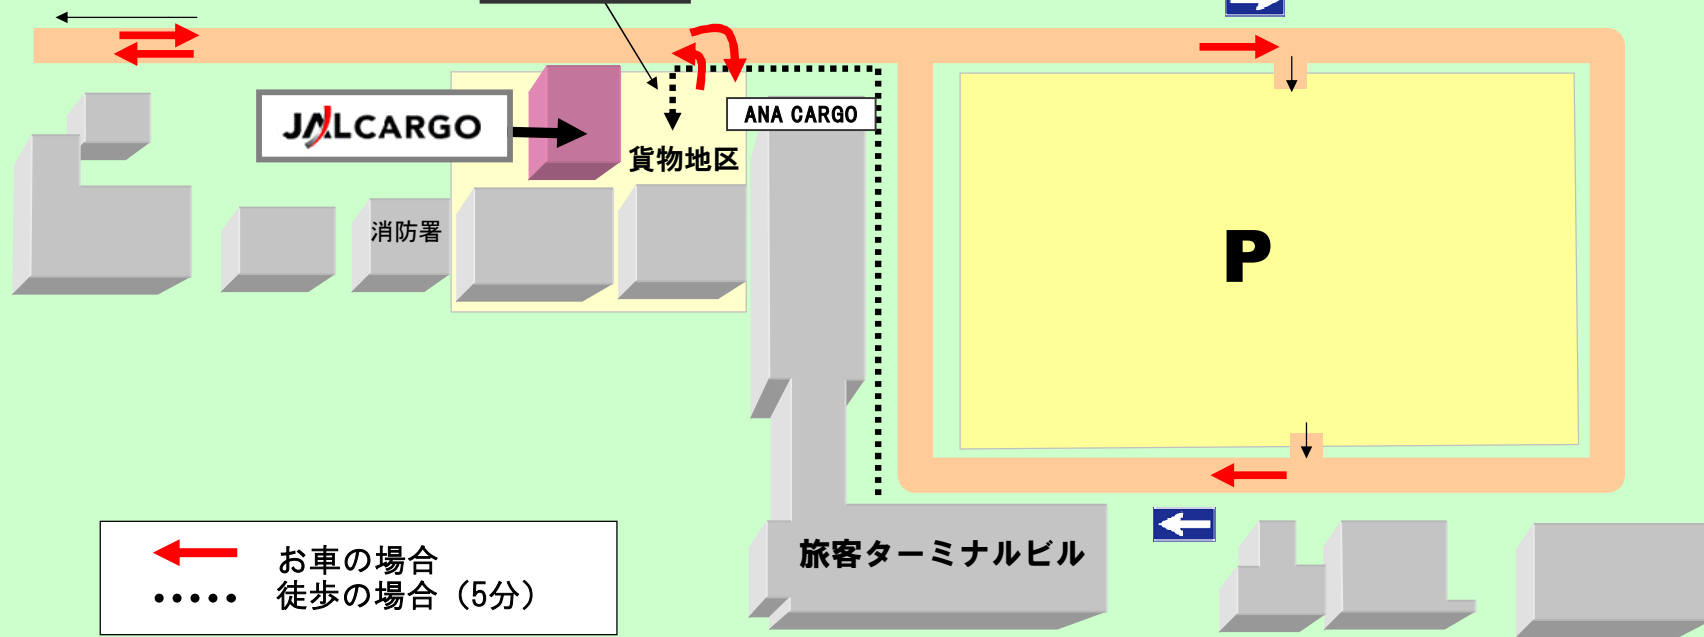 JALCARGO
ANA CARGO
貨物地区
消防署
P
旅客ターミナルビル
お車の場合
徒歩の場合（5分）